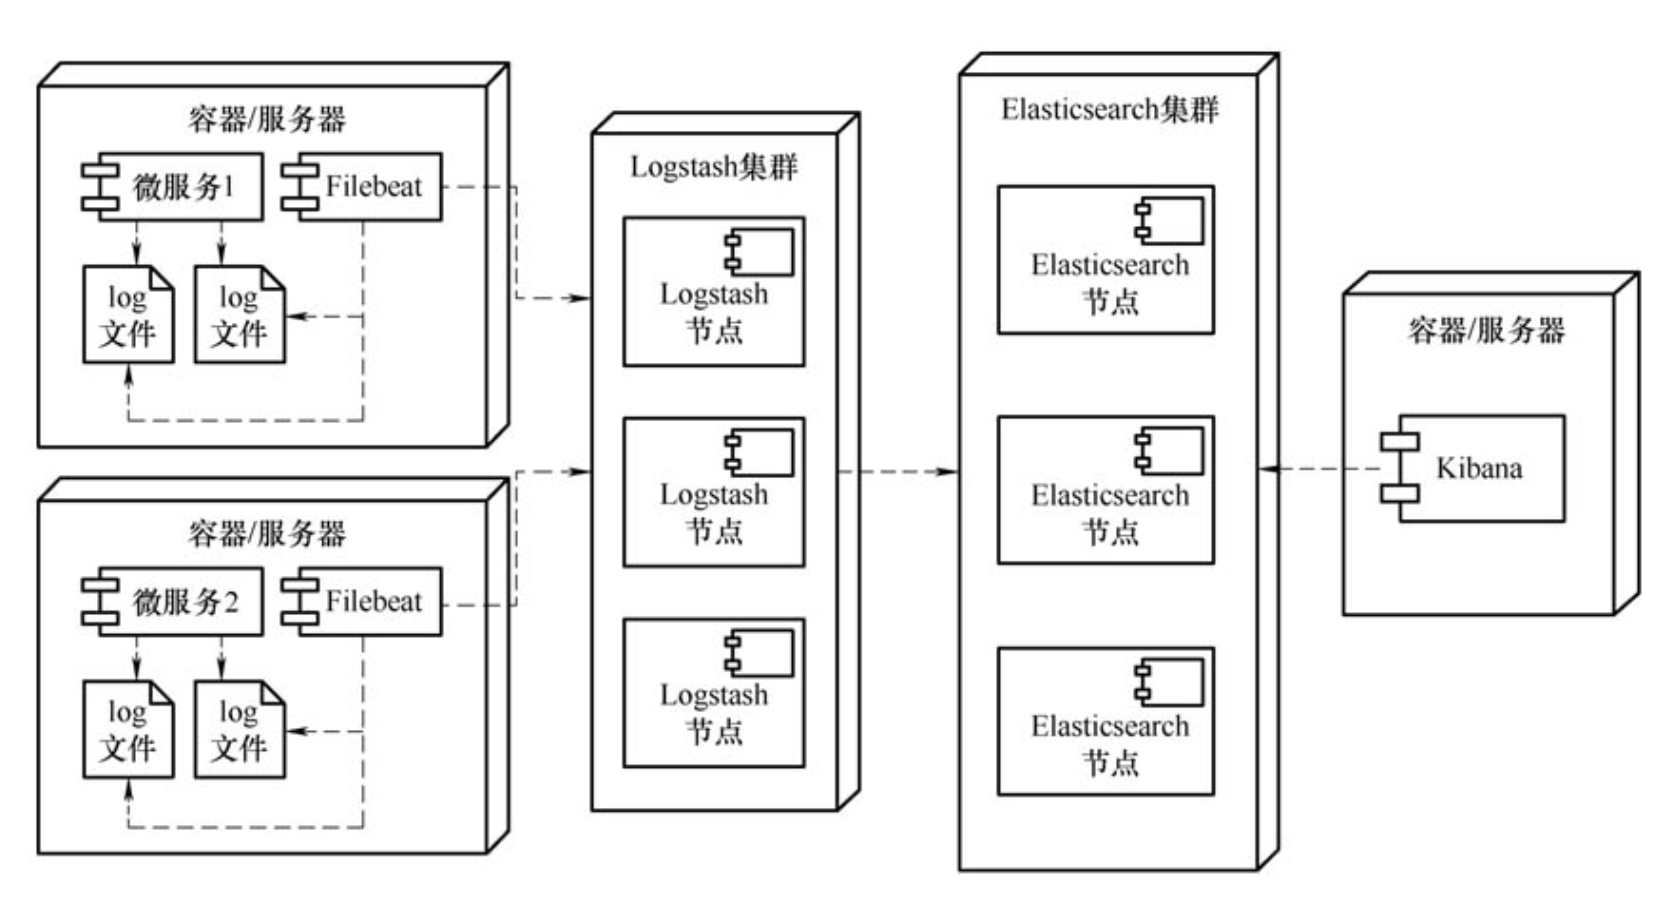 容器/服务器
微服务1
Filebeat
log
文件
log
文件
容器/服务器
微服务2
Filebeat
log
文件
log
文件
Logstash集群
Logstash
节点
Logstash
节点
Logstash
节点
Elasticsearch集群
Elasticsearch
节点
Elasticsearch
节点
Elasticsearch
节点
容器/服务器
Kibana